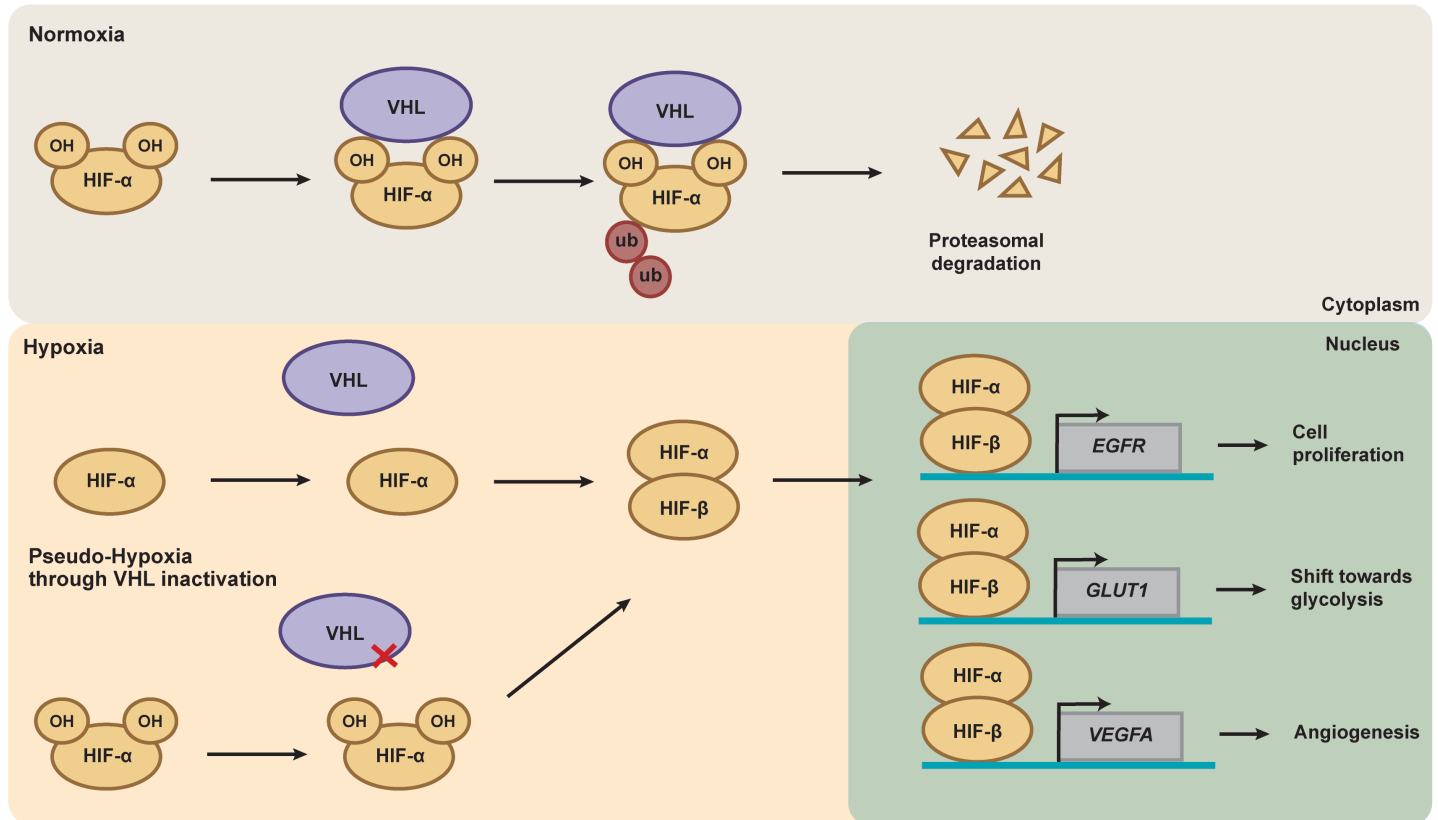 Normoxia
VHL
OH OH
HIF-α
VHL
OH OH
HIF-α
VHL
OH OH
HIF-α
ub
ub
Proteasomal
degradation
Cytoplasm
Hypoxia
VHL
HIF-α
HIF-α
HIF-α
HIF-β
Pseudo-Hypoxia
through VHL inactivation
VHL
OH OH
HIF-α
OH OH
HIF-α
Nucleus
HIF-α
HIF-β
EGFR
Cell
proliferation
HIF-α
HIF-β
GLUT1
Shift towards
glycolysis
HIF-α
HIF-β
VEGFA
Angiogenesis